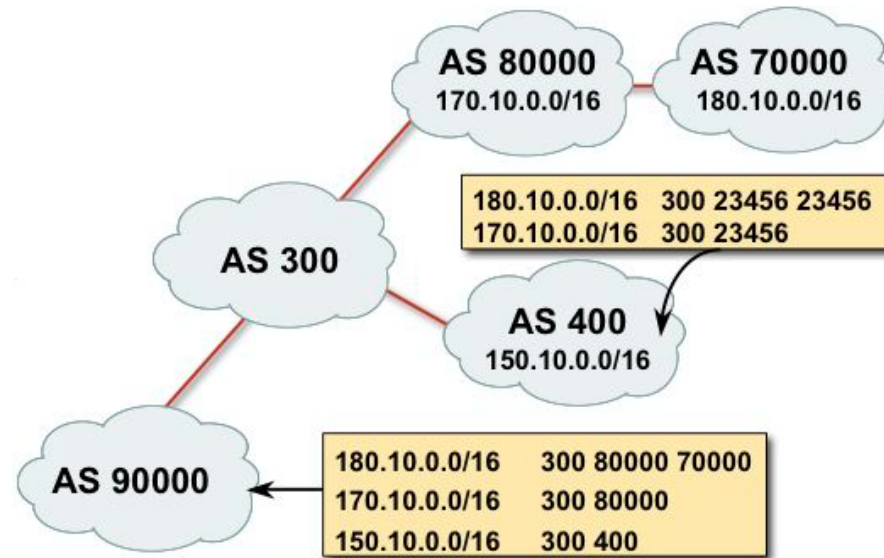 AS 80000
170.10.0.0/16
AS 70000
180.10.0.0/16
180.10.0.0/16 300 23456 23456
170.10.0.0/16 300 23456
AS 300
AS 400
150.10.0.0/16
AS 90000
180.10.0.0/16 300 80000 70000
170.10.0.0/16 300 80000
150.10.0.0/16 300 400